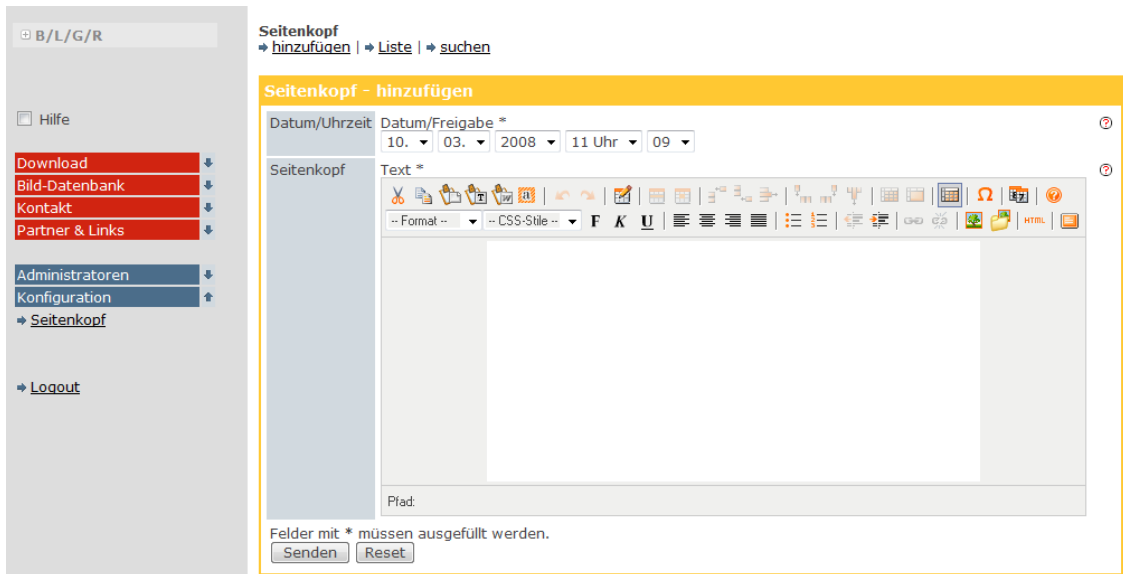 B/L/G/R
Hilfe
Download
Bild-Datenbank
Kontakt
Partner & Links
Administratoren
Konfiguration
Seitenkopf
Logout
Seitenkopf
hinzufügen | Liste | suchen
Seitenkopf - hinzufügen
Datum/Uhrzeit Datum/Freigabe *
10. 03. 2008 11 Uhr 09
Seitenkopf Text *
-- Format -- -- CSS-Stile -- F K U HTML
Pfad:
Felder mit * müssen ausgefüllt werden.
Senden Reset